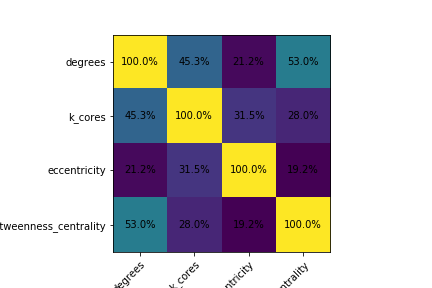 degrees 100.0% 45.3% 21.2% 53.0%
k_cores 45.3% 100.0% 31.5% 28.0%
eccentricity 21.2% 31.5% 100.0% 19.2%
tweenness_centrality 53.0% 28.0% 19.2% 100.0%
degrees k_cores ntricity ntrality